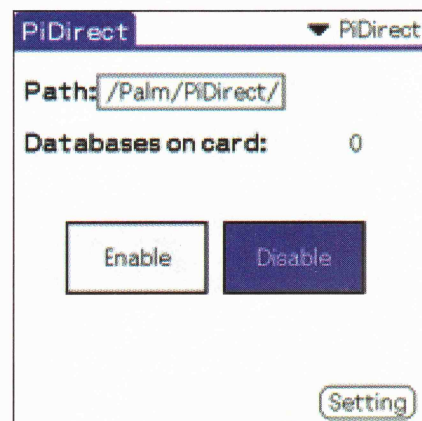 PiDirect PiDirect
Path: /Palm/PiDirect/
Databases on card: 0
Enable Disable
Setting